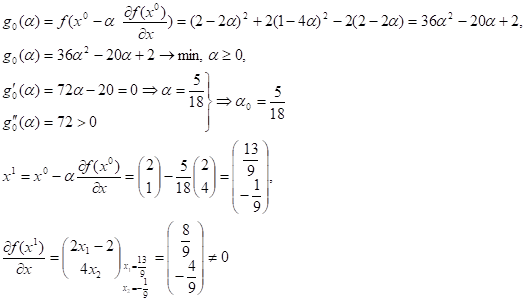 g₀(α) = f(x⁰ − α ∂f(x⁰)/∂x) = (2 − 2α)² + 2(1 − 4α)² − 2(2 − 2α) = 36α² − 20α + 2,
g₀(α) = 36α² − 20α + 2 → min, α ≥ 0,
g₀′(α) = 72α − 20 = 0 ⇒ α = 5/18
g₀″(α) = 72 > 0 } ⇒ α₀ = 5/18
x¹ = x⁰ − α ∂f(x⁰)/∂x = (2 1) − 5/18 (2 4) = (13/9 −1/9),
∂f(x¹)/∂x = (2x₁ − 2 4x₂) x₁=13/9 x₂=−1/9 = (8/9 −4/9) ≠ 0